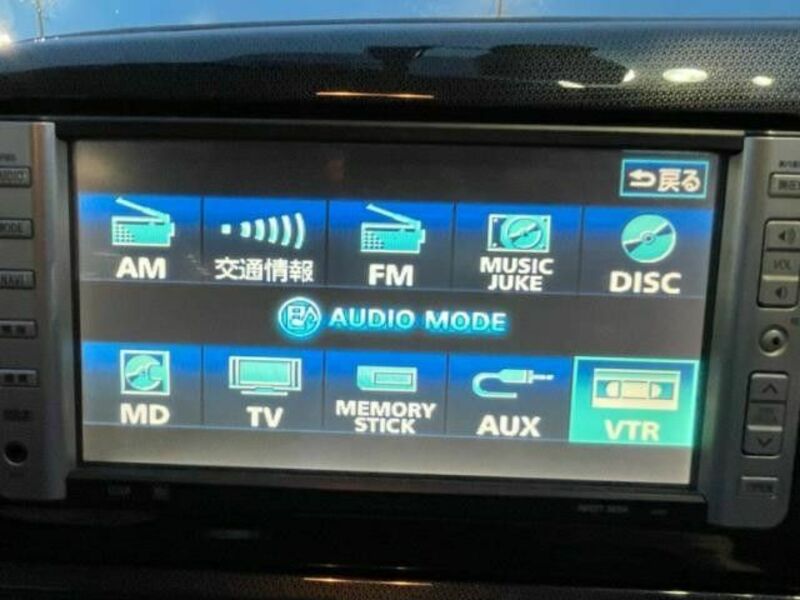 戻る
AM
交通情報
FM
MUSIC
JUKE
DISC
AUDIO MODE
MD
TV
MEMORY
STICK
AUX
VTR
VOL